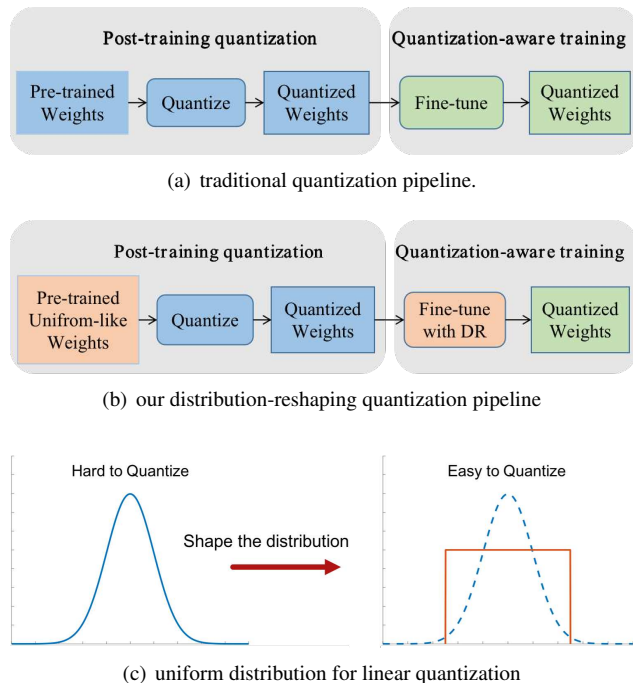 Post-training quantization
Quantization-aware training
Pre-trained
Weights
Quantize
Quantized
Weights
Fine-tune
Quantized
Weights
(a) traditional quantization pipeline.
Post-training quantization
Quantization-aware training
Pre-trained
Unifrom-like
Weights
Quantize
Quantized
Weights
Fine-tune
with DR
Quantized
Weights
(b) our distribution-reshaping quantization pipeline
Hard to Quantize
Shape the distribution
Easy to Quantize
(c) uniform distribution for linear quantization